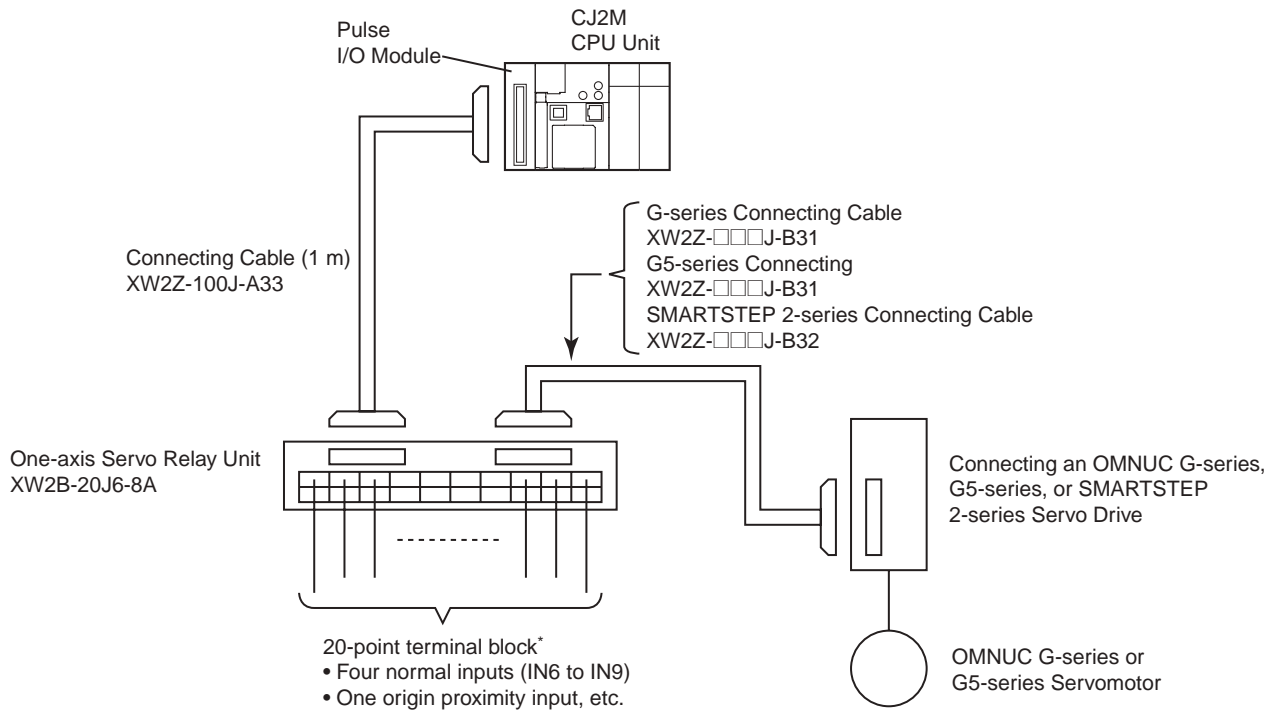 Pulse
I/O Module
CJ2M
CPU Unit
Connecting Cable (1 m)
XW2Z-100J-A33
G-series Connecting Cable
XW2Z-□□□J-B31
G5-series Connecting
XW2Z-□□□J-B31
SMARTSTEP 2-series Connecting Cable
XW2Z-□□□J-B32
One-axis Servo Relay Unit
XW2B-20J6-8A
Connecting an OMNUC G-series,
G5-series, or SMARTSTEP
2-series Servo Drive
20-point terminal block*
• Four normal inputs (IN6 to IN9)
• One origin proximity input, etc.
OMNUC G-series or
G5-series Servomotor